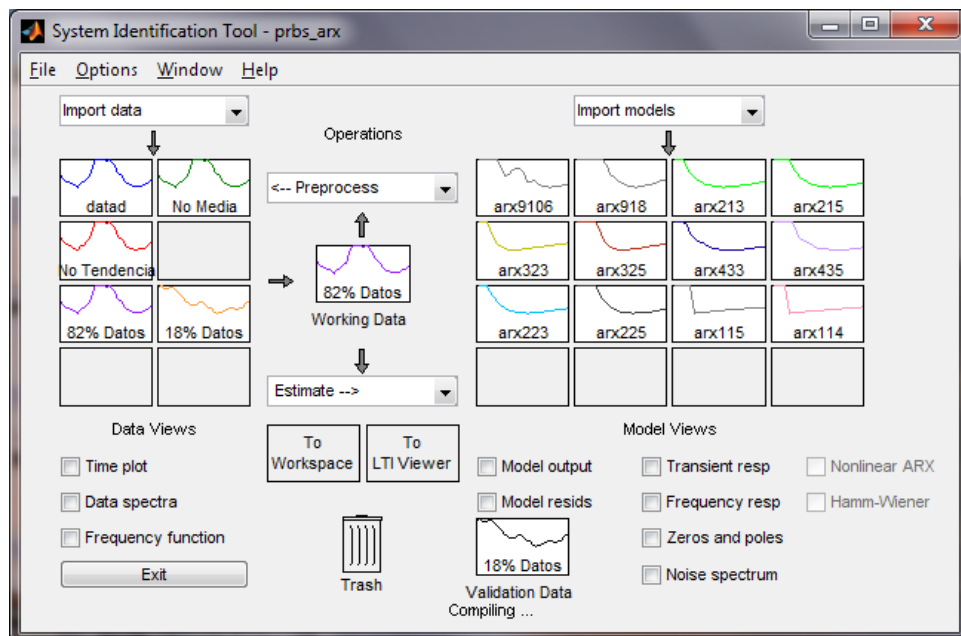 System Identification Tool - prbs_arx
File Options Window Help
Import data
Import models
Operations
<-- Preprocess
datad
No Media
arx9106
arx918
arx213
arx215
No Tendencia
arx323
arx325
arx433
arx435
82% Datos
Working Data
82% Datos
18% Datos
arx223
arx225
arx115
arx114
Estimate -->
Data Views
Model Views
To Workspace
To LTI Viewer
Time plot
Data spectra
Frequency function
Exit
Trash
Model output
Model resids
Transient resp
Frequency resp
Zeros and poles
Noise spectrum
Nonlinear ARX
Hamm-Wiener
18% Datos
Validation Data
Compiling ...